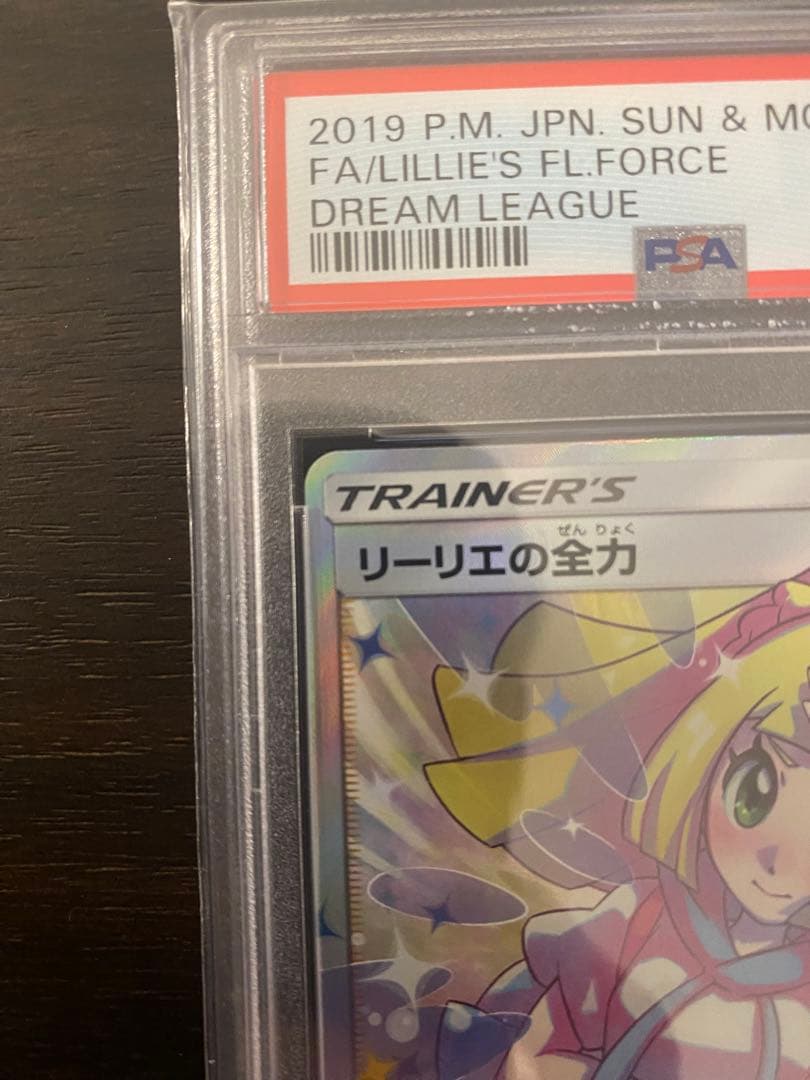 2019 P.M. JPN. SUN & MO
FA/LILLIE'S FL.FORCE
DREAM LEAGUE
PSA
TRAINER'S
ぜんりょく
リーリエの全力